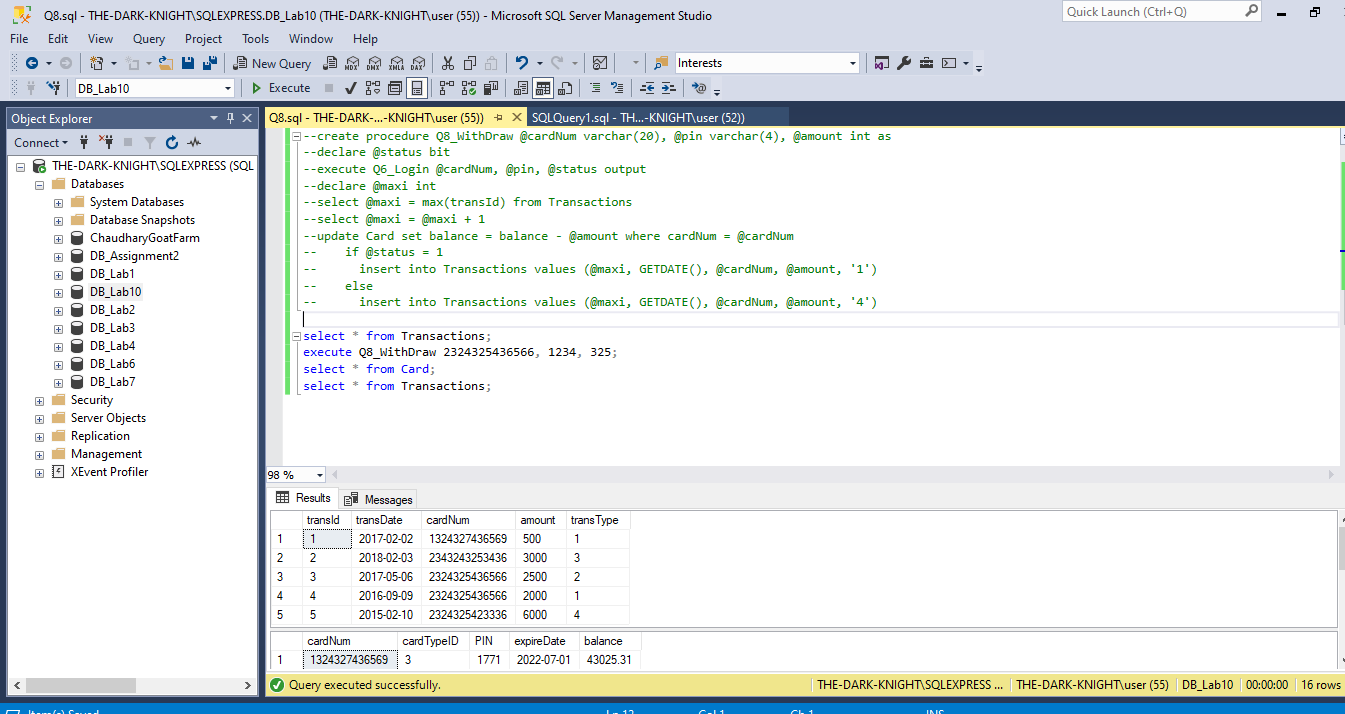 Q8.sql - THE-DARK-KNIGHT\SQLEXPRESS.DB_Lab10 (THE-DARK-KNIGHT\user (55)) - Microsoft SQL Server Management Studio
Quick Launch (Ctrl+Q)
File Edit View Query Project Tools Window Help
New Query MDX DMX XMLA DAX Interests
DB_Lab10 Execute
Object Explorer
Q8.sql - THE-DARK-...-KNIGHT\user (55))
SQLQuery1.sql - TH...-KNIGHT\user (52))
Connect
THE-DARK-KNIGHT\SQLEXPRESS (SQL
Databases
System Databases
Database Snapshots
ChaudharyGoatFarm
DB_Assignment2
DB_Lab1
DB_Lab10
DB_Lab2
DB_Lab3
DB_Lab4
DB_Lab6
DB_Lab7
Security
Server Objects
Replication
Management
XEvent Profiler
--create procedure Q8_WithDraw @cardNum varchar(20), @pin varchar(4), @amount int as
--declare @status bit
--execute Q6_Login @cardNum, @pin, @status output
--declare @maxi int
--select @maxi = max(transId) from Transactions
--select @maxi = @maxi + 1
--update Card set balance = balance - @amount where cardNum = @cardNum
-- if @status = 1
-- insert into Transactions values (@maxi, GETDATE(), @cardNum, @amount, '1')
-- else
-- insert into Transactions values (@maxi, GETDATE(), @cardNum, @amount, '4')
select * from Transactions;
execute Q8_WithDraw 2324325436566, 1234, 325;
select * from Card;
select * from Transactions;
98 %
Results Messages
transId transDate cardNum amount transType
1 1 2017-02-02 1324327436569 500 1
2 2 2018-02-03 2343243253436 3000 3
3 3 2017-05-06 2324325436566 2500 2
4 4 2016-09-09 2324325436566 2000 1
5 5 2015-02-10 2324325423336 6000 4
cardNum cardTypeID PIN expireDate balance
1 1324327436569 3 1771 2022-07-01 43025.31
Query executed successfully. THE-DARK-KNIGHT\SQLEXPRESS ... THE-DARK-KNIGHT\user (55) DB_Lab10 00:00:00 16 rows
Item(s) Saved Ln 12 Col 1 Ch 1 INS